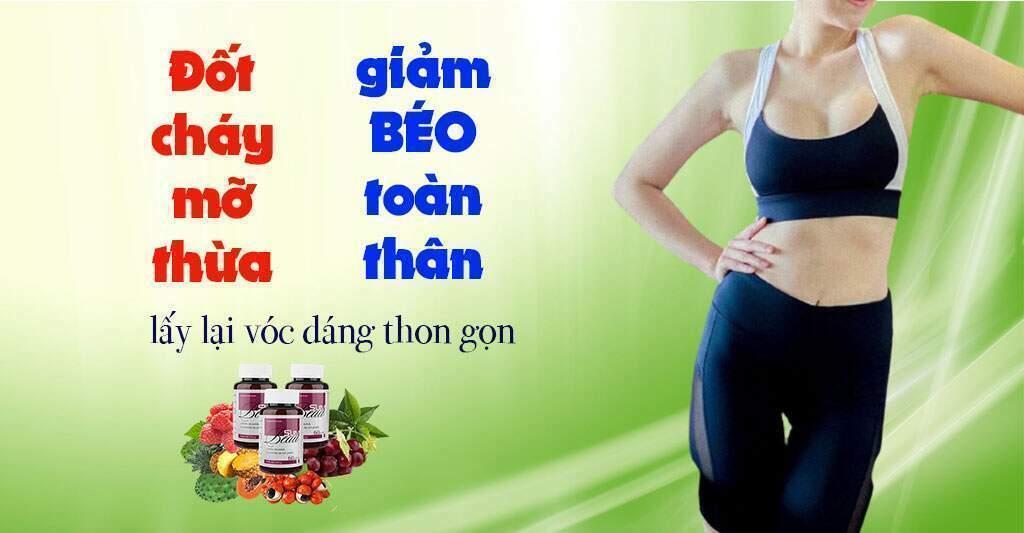 Đốt
cháy
mỡ
thừa
giảm
BÉO
toàn
thân
lấy lại vóc dáng thon gọn